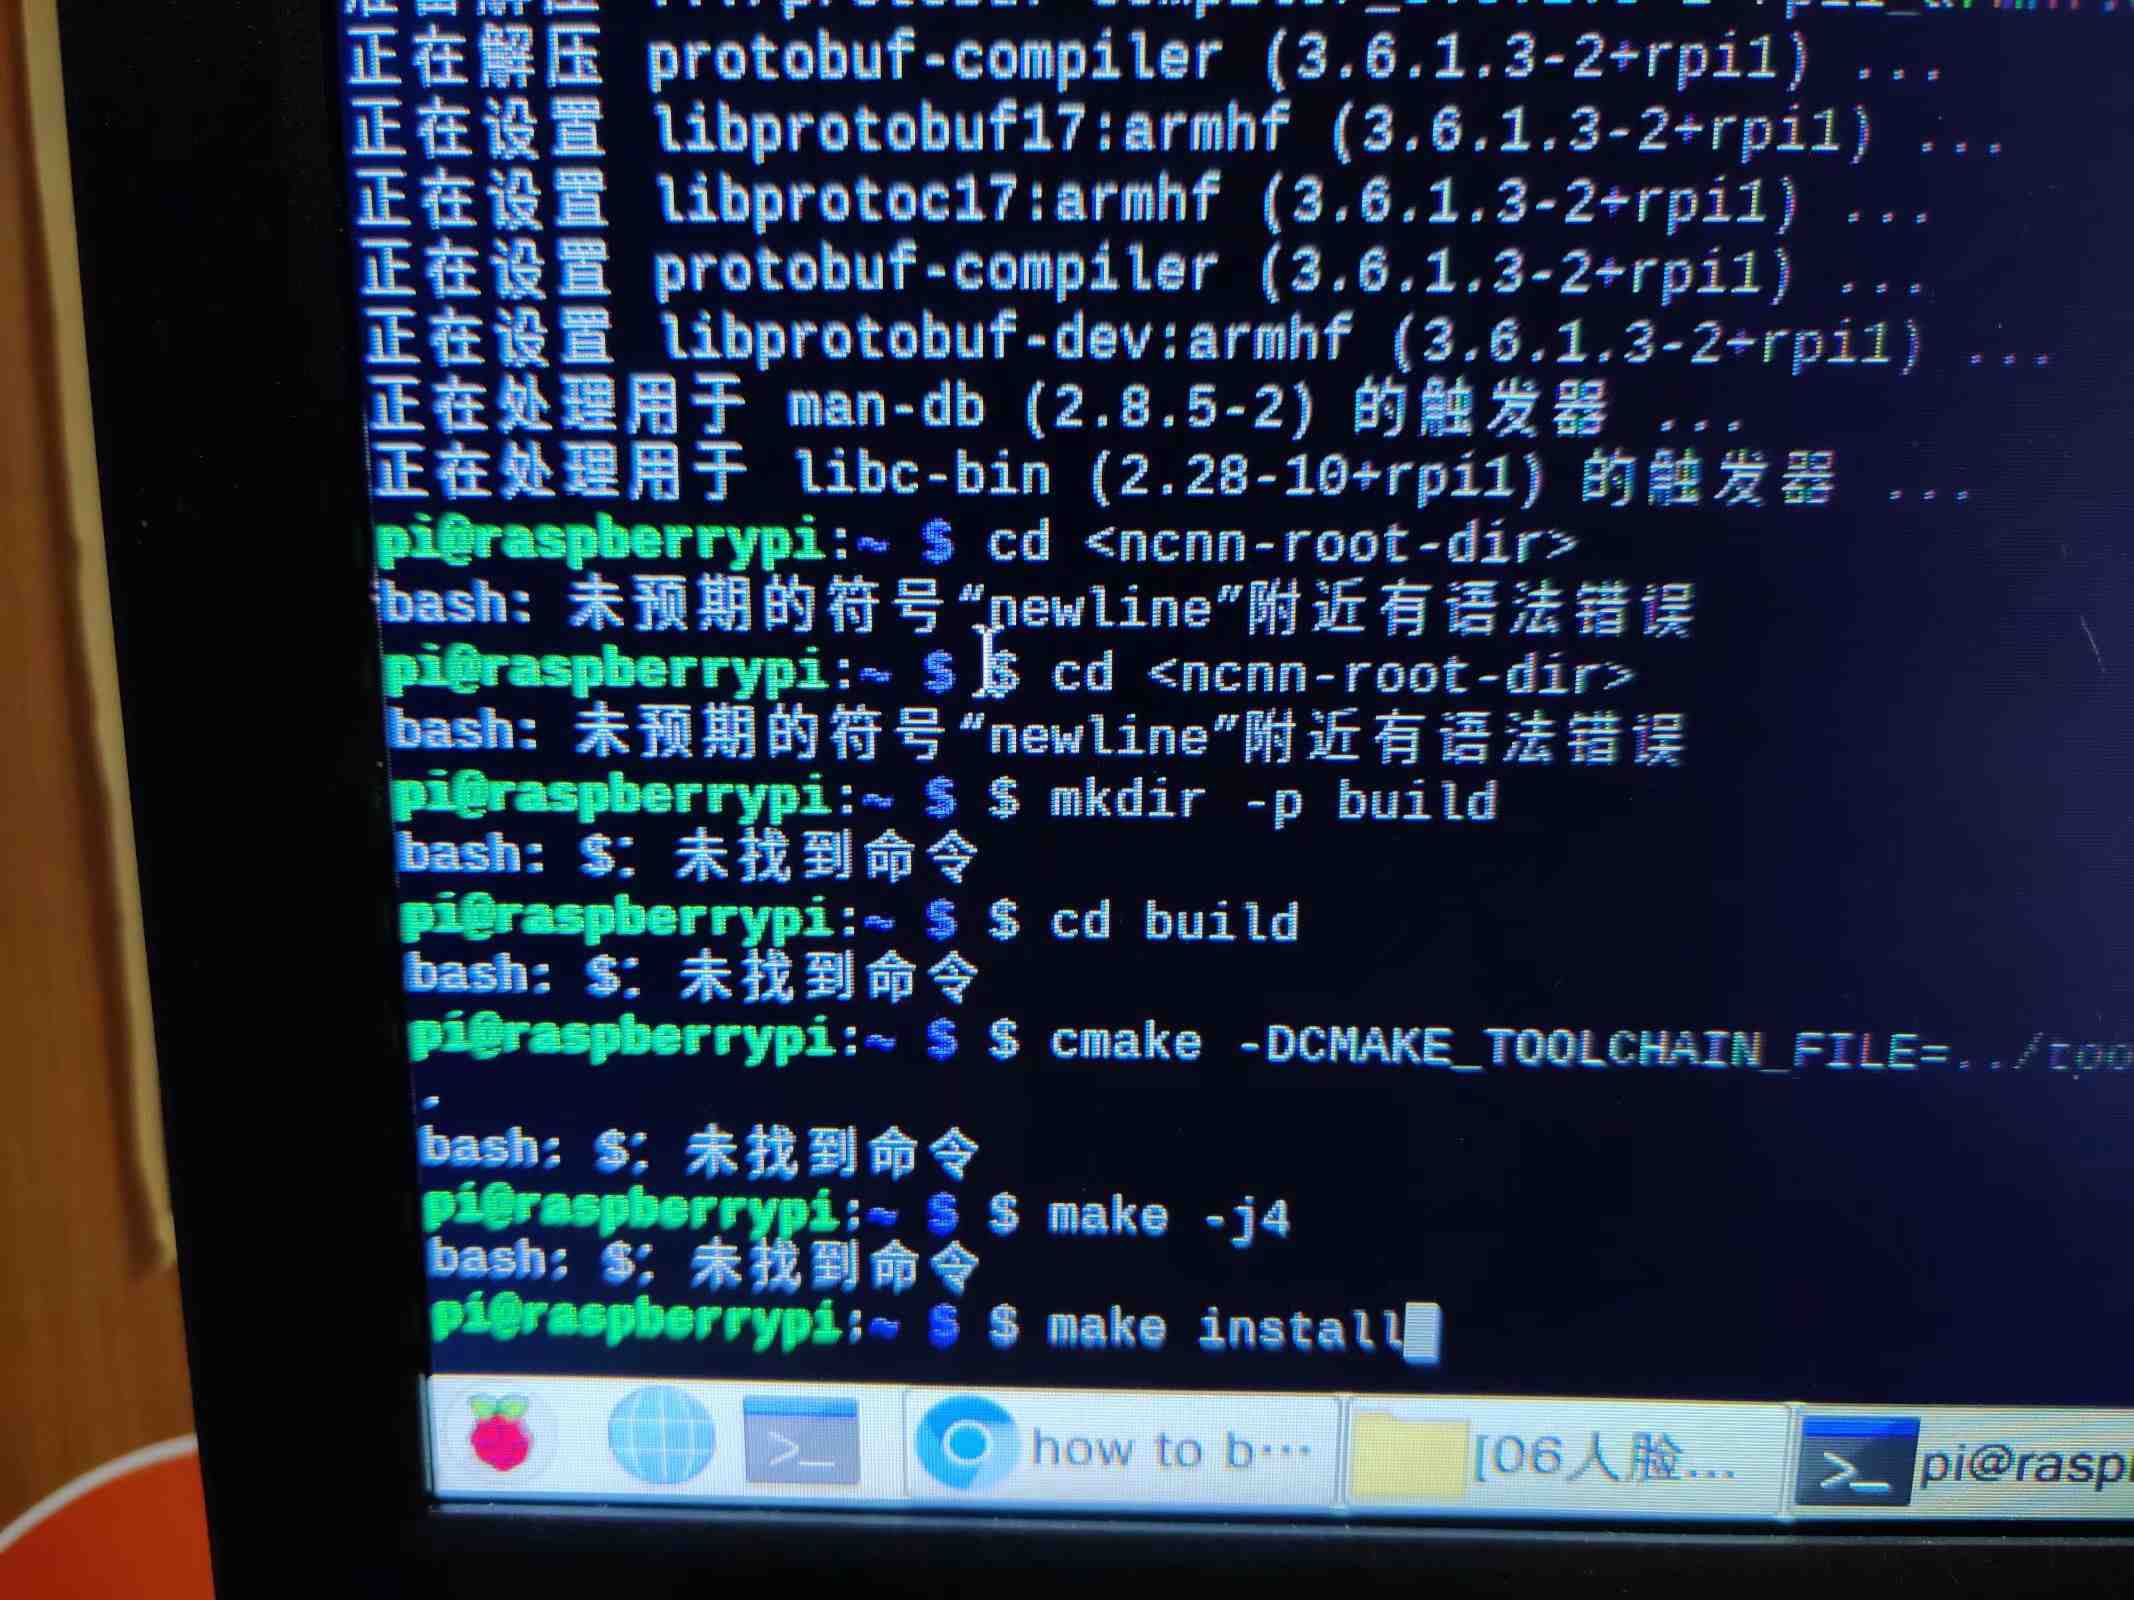 正在解压 protobuf-compiler (3.6.1.3-2+rpi1) ...
正在设置 libprotobuf17:armhf (3.6.1.3-2+rpi1) ...
正在设置 libprotoc17:armhf (3.6.1.3-2+rpi1) ...
正在设置 protobuf-compiler (3.6.1.3-2+rpi1) ...
正在设置 libprotobuf-dev:armhf (3.6.1.3-2+rpi1) ...
正在处理用于 man-db (2.8.5-2) 的触发器 ...
正在处理用于 libc-bin (2.28-10+rpi1) 的触发器 ...
pi@raspberrypi:~ $ cd <ncnn-root-dir>
bash: 未预期的符号“newline”附近有语法错误
pi@raspberrypi:~ $ $ cd <ncnn-root-dir>
bash: 未预期的符号“newline”附近有语法错误
pi@raspberrypi:~ $ $ mkdir -p build
bash: $: 未找到命令
pi@raspberrypi:~ $ $ cd build
bash: $: 未找到命令
pi@raspberrypi:~ $ $ cmake -DCMAKE_TOOLCHAIN_FILE=../too
.
bash: $: 未找到命令
pi@raspberrypi:~ $ $ make -j4
bash: $: 未找到命令
pi@raspberrypi:~ $ $ make install
how to b... [06人脸... pi@raspb